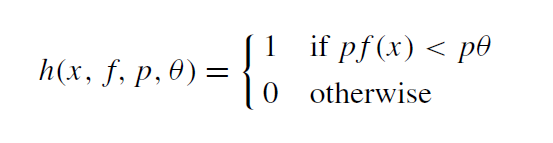 h(x, f, p, θ) = { 1 if pf(x) < pθ
0 otherwise